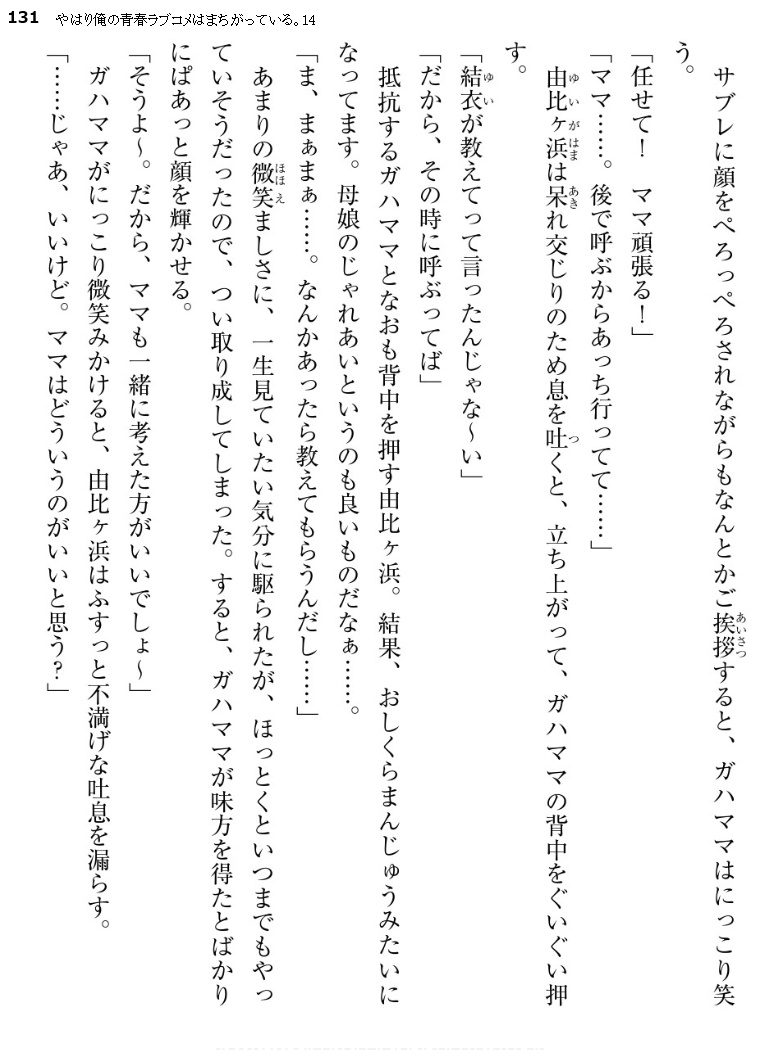 131 やはり俺の青春ラブコメはまちがっている。14
　サブレに顔をぺろっぺろされながらもなんとかご挨拶すると、ガハママはにっこり笑
う。
「任せて！　ママ頑張る！」
「ママ……。後で呼ぶからあっち行ってて……」
　由比ヶ浜は呆れ交じりのため息を吐くと、立ち上がって、ガハママの背中をぐいぐい押
す。
「結衣が教えてって言ったんじゃな～い」
「だから、その時に呼ぶってば」
　抵抗するガハママとなおも背中を押す由比ヶ浜。結果、おしくらまんじゅうみたいに
なってます。母娘のじゃれあいというのも良いものだなぁ……。
「ま、まぁまぁ……。なんかあったら教えてもらうんだし……」
　あまりの微笑ましさに、一生見ていたい気分に駆られたが、ほっとくといつまでもやっ
ていそうだったので、つい取り成してしまった。すると、ガハママが味方を得たとばかり
にぱあっと顔を輝かせる。
「そうよ～。だから、ママも一緒に考えた方がいいでしょ～」
　ガハママがにっこり微笑みかけると、由比ヶ浜はふすっと不満げな吐息を漏らす。
「……じゃあ、いいけど。ママはどういうのがいいと思う？」